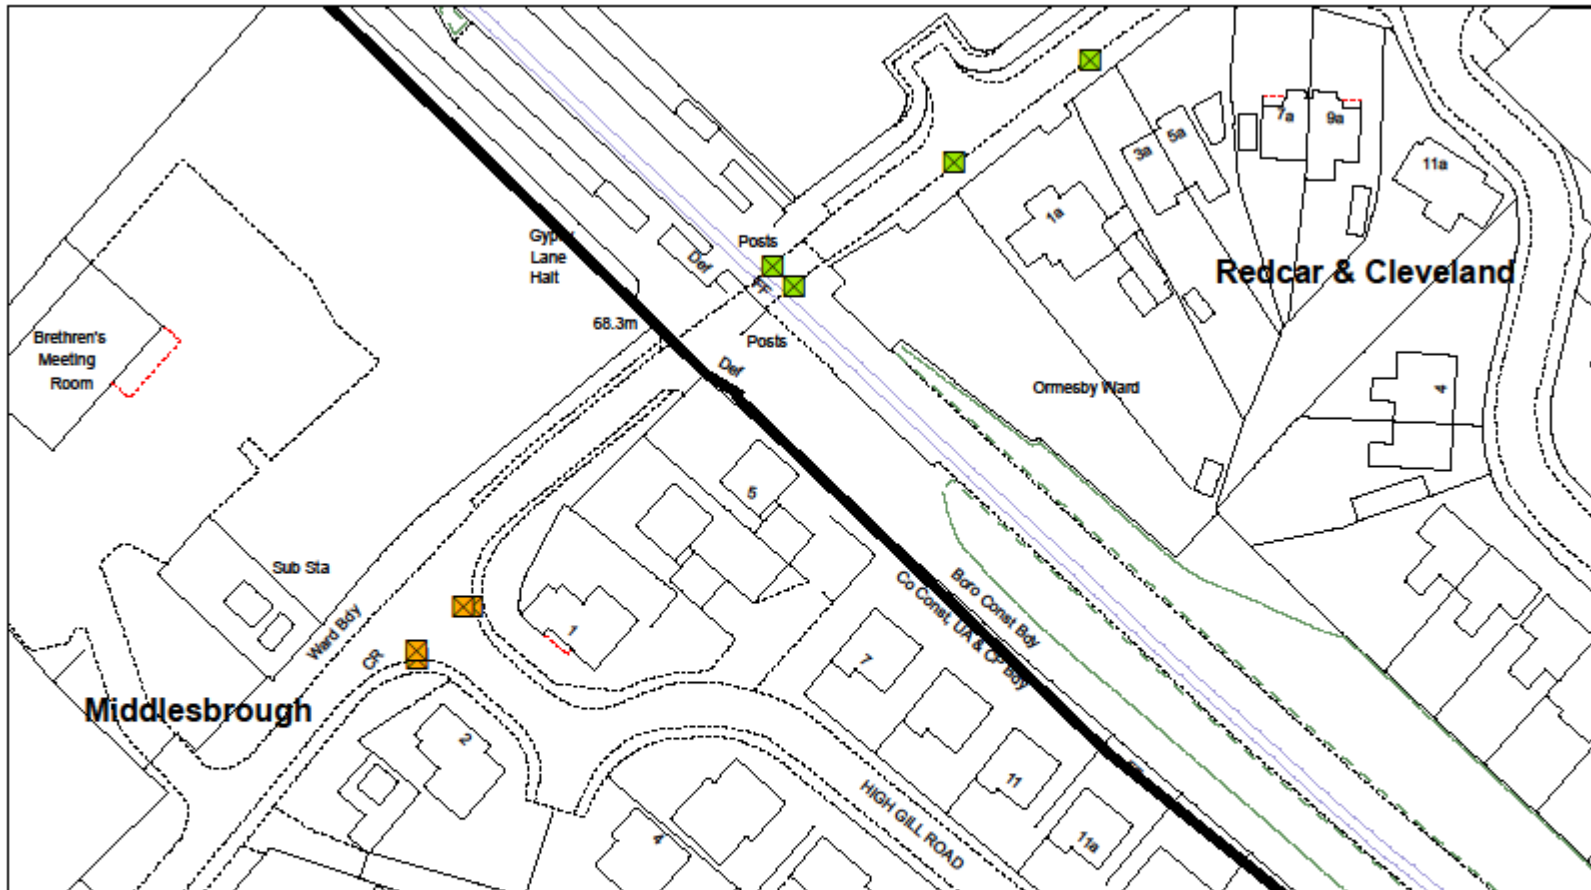 7a
9a
5a
3a
11a
1a
Gypsy
Lane
Halt
Posts
Def
FF
Redcar & Cleveland
68.3m
Posts
Brethren's
Meeting
Room
Def
Ormesby Ward
4
5
Sub Sta
Boro Const Bdy
Co Const, UA & CP Bdy
Ward Bdy
1
CR
7
Middlesbrough
2
11
HIGH GILL ROAD
4
11a